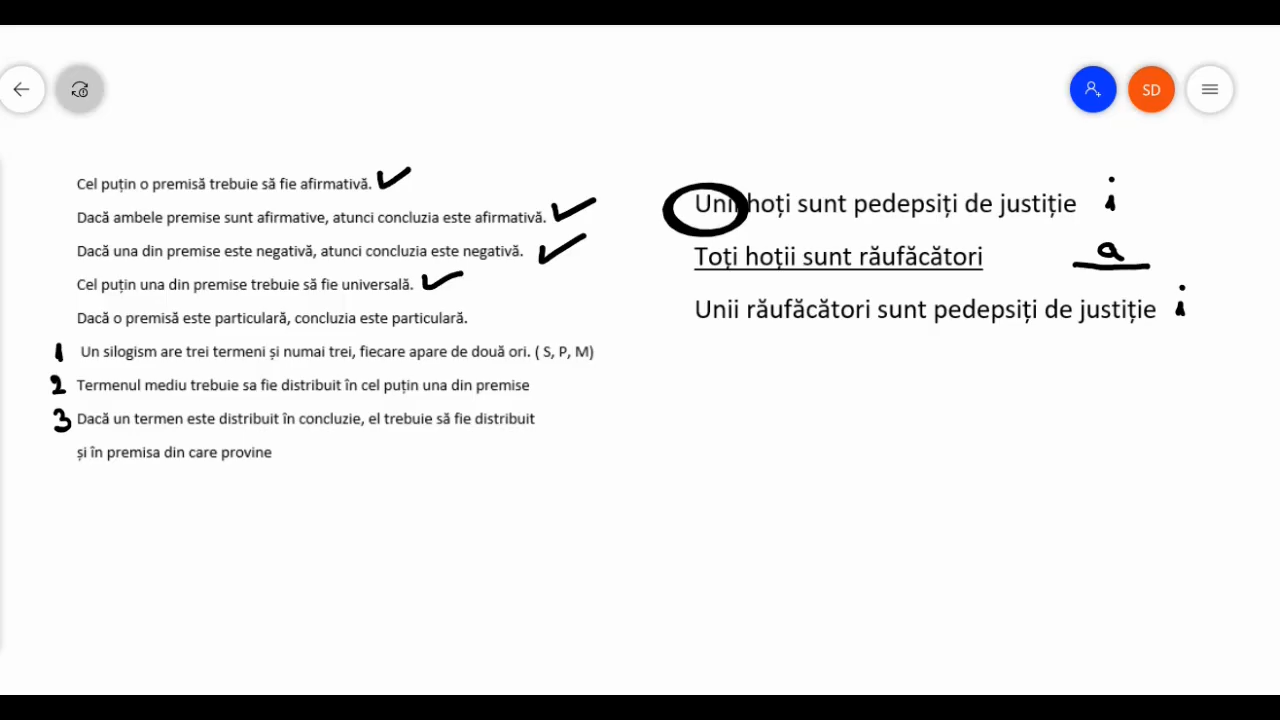 SD
Cel puțin o premisă trebuie să fie afirmativă.
Dacă ambele premise sunt afirmative, atunci concluzia este afirmativă.
Dacă una din premise este negativă, atunci concluzia este negativă.
Cel puțin una din premise trebuie să fie universală.
Dacă o premisă este particulară, concluzia este particulară.
1 Un silogism are trei termeni și numai trei, fiecare apare de două ori. ( S, P, M)
2 Termenul mediu trebuie sa fie distribuit în cel puțin una din premise
3 Dacă un termen este distribuit în concluzie, el trebuie să fie distribuit
și în premisa din care provine
Unii hoți sunt pedepsiți de justiție i
Toți hoții sunt răufăcători a
Unii răufăcători sunt pedepsiți de justiție i